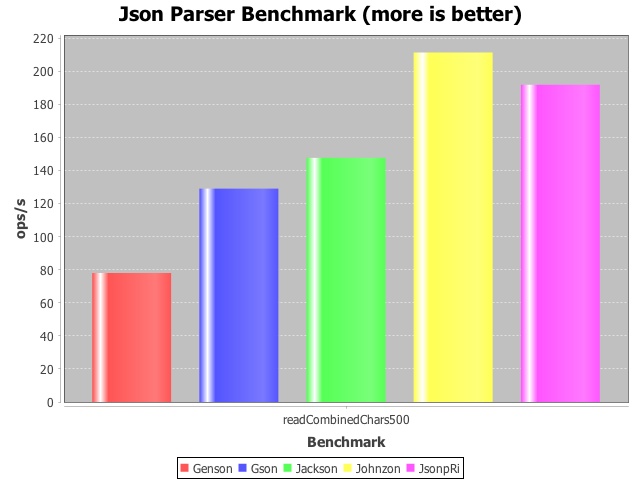 Json Parser Benchmark (more is better)
220
200
180
160
140
120
100
80
60
40
20
0
ops/s
readCombinedChars500
Benchmark
Genson Gson Jackson Johnzon JsonpRi